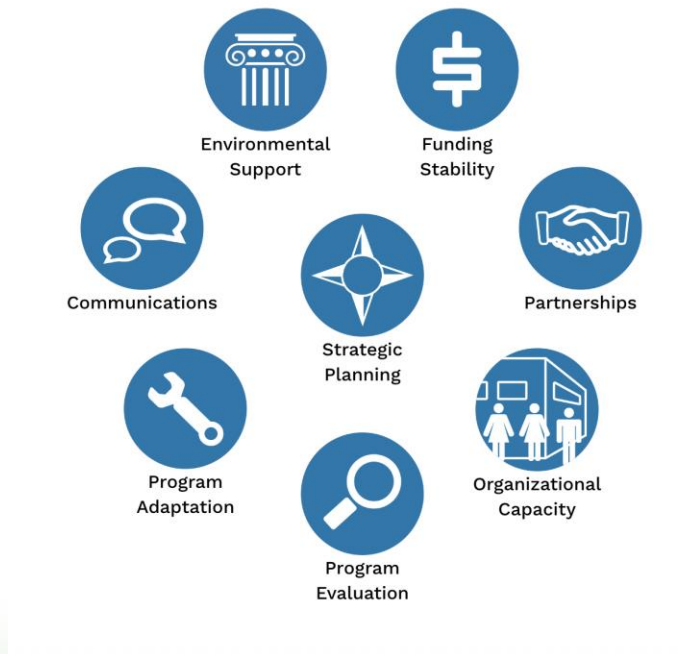 Environmental
Support
Funding
Stability
Communications
Partnerships
Strategic
Planning
Program
Adaptation
Organizational
Capacity
Program
Evaluation